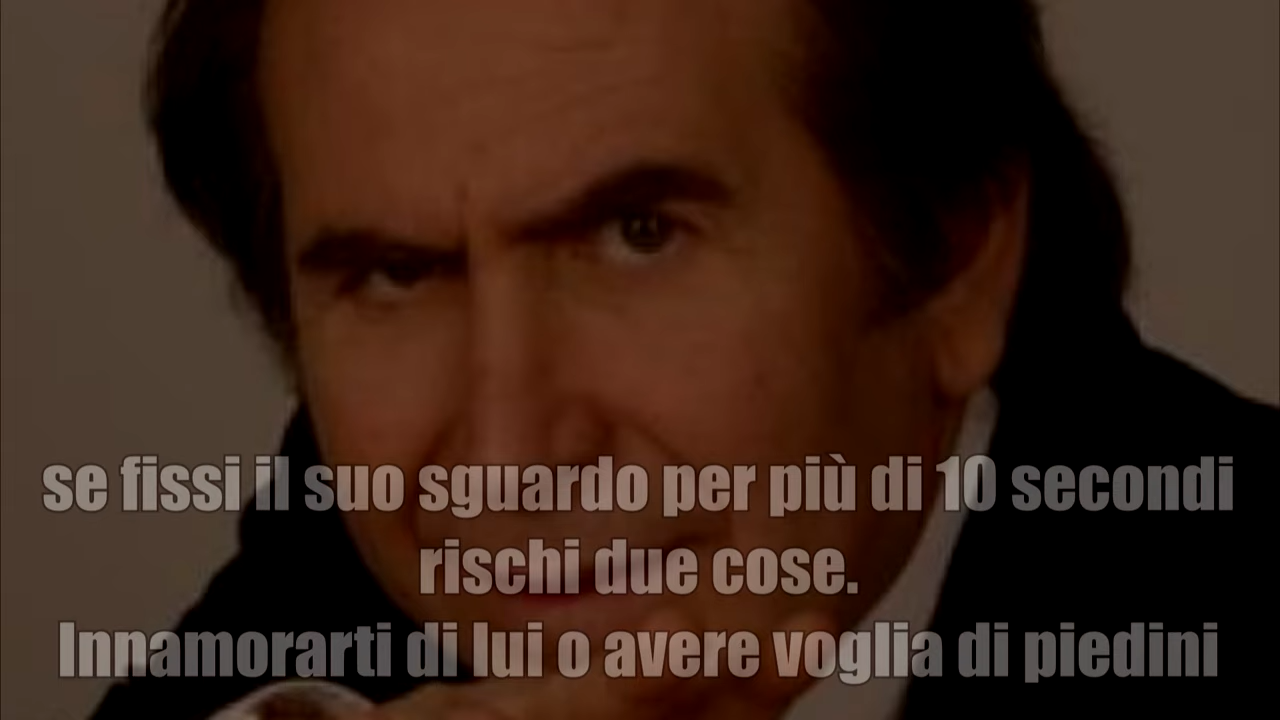 se fissi il suo sguardo per più di 10 secondi
rischi due cose.
Innamorarti di lui o avere voglia di piedini